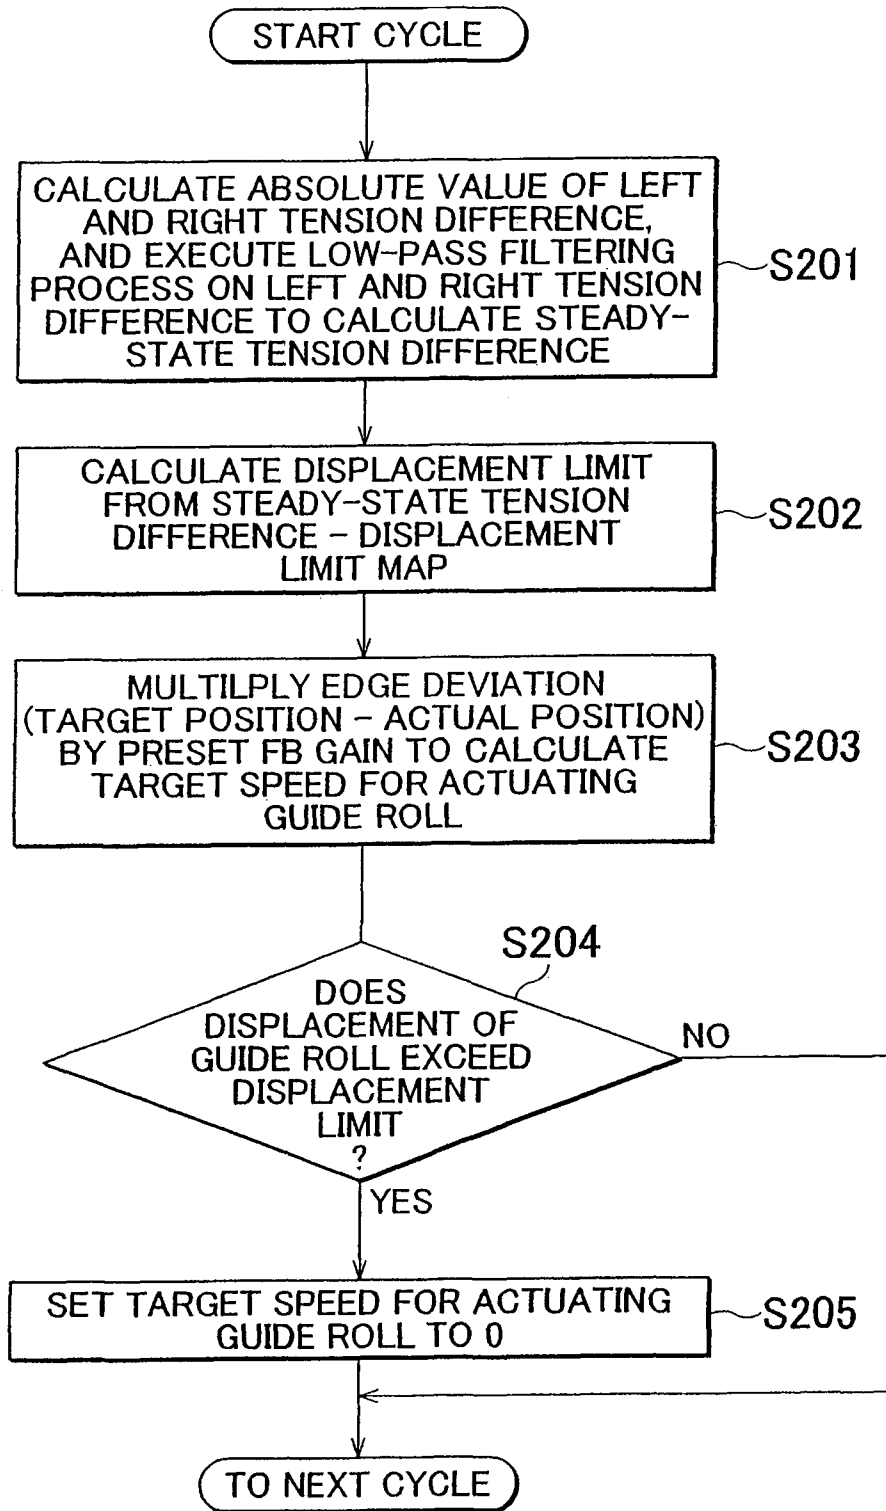 START CYCLE
CALCULATE ABSOLUTE VALUE OF LEFT
AND RIGHT TENSION DIFFERENCE,
AND EXECUTE LOW-PASS FILTERING
PROCESS ON LEFT AND RIGHT TENSION
DIFFERENCE TO CALCULATE STEADY-
STATE TENSION DIFFERENCE
S201
CALCULATE DISPLACEMENT LIMIT
FROM STEADY-STATE TENSION
DIFFERENCE - DISPLACEMENT
LIMIT MAP
S202
MULTILPLY EDGE DEVIATION
(TARGET POSITION - ACTUAL POSITION)
BY PRESET FB GAIN TO CALCULATE
TARGET SPEED FOR ACTUATING
GUIDE ROLL
S203
S204
DOES
DISPLACEMENT OF
GUIDE ROLL EXCEED
DISPLACEMENT
LIMIT
?
NO
YES
SET TARGET SPEED FOR ACTUATING
GUIDE ROLL TO 0
S205
TO NEXT CYCLE